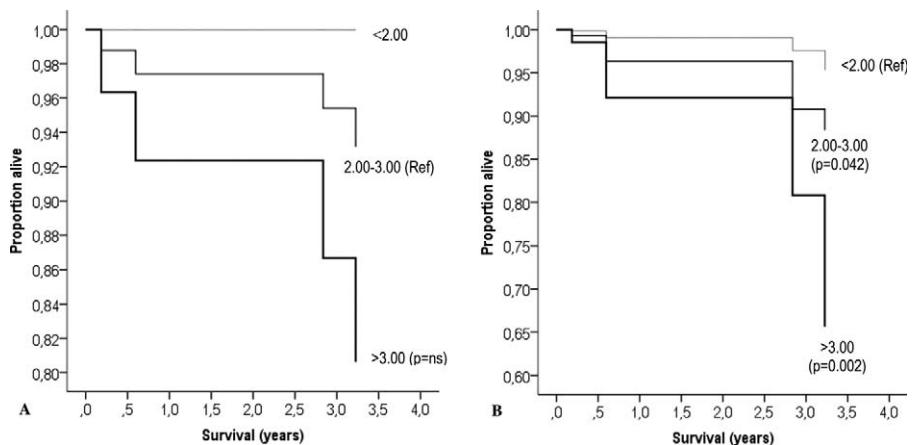 1,00
0,98
0,96
0,94
0,92
0,90
0,88
0,86
0,84
0,82
0,80
Proportion alive
<2.00
2.00-3.00 (Ref)
>3.00 (p=ns)
,0 ,5 1,0 1,5 2,0 2,5 3,0 3,5 4,0
A
Survival (years)
1,00
0,95
0,90
0,85
0,80
0,75
0,70
0,65
0,60
Proportion alive
<2.00 (Ref)
2.00-3.00
(p=0.042)
>3.00
(p=0.002)
,0 ,5 1,0 1,5 2,0 2,5 3,0 3,5 4,0
B
Survival (years)